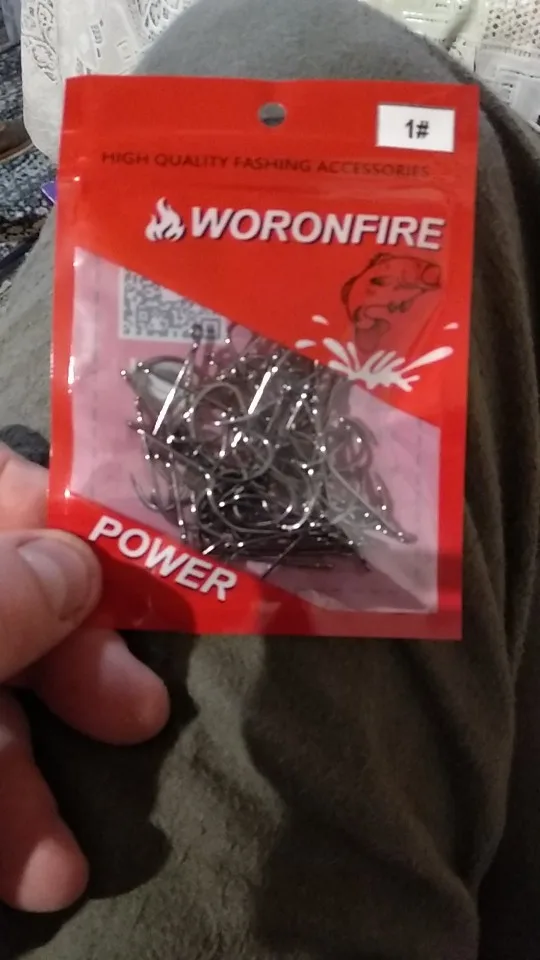 1#
HIGH QUALITY FASHING ACCESSORIES
WORONFIRE
POWER